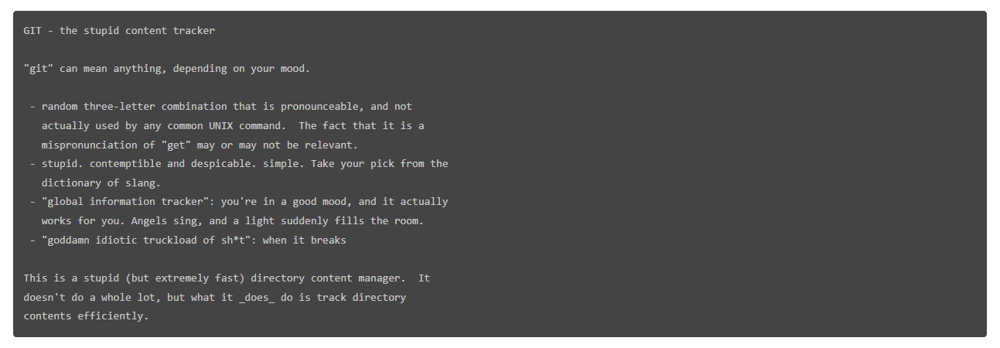 GIT - the stupid content tracker
"git" can mean anything, depending on your mood.
- random three-letter combination that is pronounceable, and not
actually used by any common UNIX command.  The fact that it is a
mispronunciation of "get" may or may not be relevant.
- stupid. contemptible and despicable. simple. Take your pick from the
dictionary of slang.
- "global information tracker": you're in a good mood, and it actually
works for you. Angels sing, and a light suddenly fills the room.
- "goddamn idiotic truckload of sh*t": when it breaks
This is a stupid (but extremely fast) directory content manager.  It
doesn't do a whole lot, but what it _does_ do is track directory
contents efficiently.